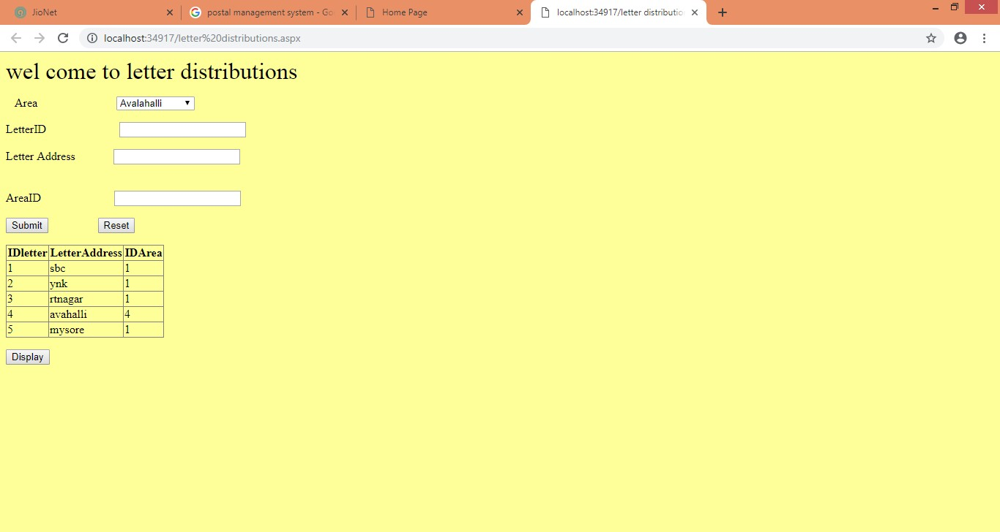 JioNet
postal management system - Go
Home Page
localhost:34917/letter distributio
localhost:34917/letter%20distributions.aspx
wel come to letter distributions
Area Avalahalli
LetterID
Letter Address
AreaID
Submit Reset
IDletter LetterAddress IDArea
1 sbc 1
2 ynk 1
3 rtnagar 1
4 avahalli 4
5 mysore 1
Display